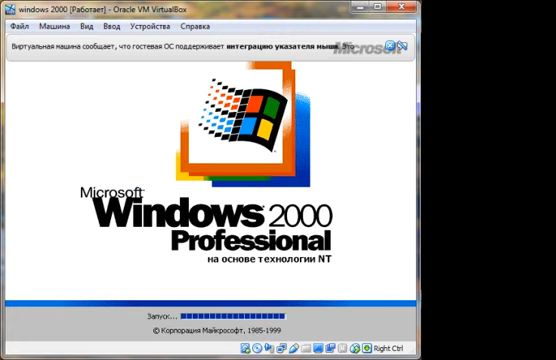 windows 2000 [Работает] - Oracle VM VirtualBox
Файл Машина Вид Ввод Устройства Справка
Виртуальная машина сообщает, что гостевая ОС поддерживает интеграцию указателя мыши. Это
Microsoft
Microsoft
Windows 2000
Professional
на основе технологии NT
Запуск...
© Корпорация Майкрософт, 1985-1999
Right Ctrl